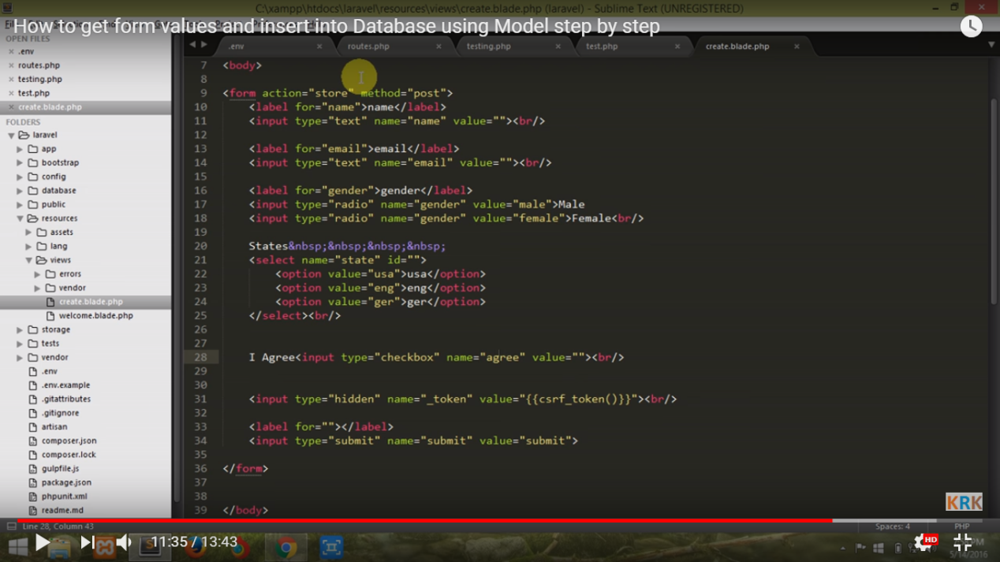 C:\xampp\htdocs\laravel\resources\views\create.blade.php (laravel) - Sublime Text (UNREGISTERED)
How to get form values and insert into Database using Model step by step
OPEN FILES
.env
routes.php
testing.php
test.php
create.blade.php
FOLDERS
laravel
app
bootstrap
config
database
public
resources
assets
lang
views
errors
vendor
create.blade.php
welcome.blade.php
storage
tests
vendor
.env
.env.example
.gitattributes
.gitignore
artisan
composer.json
composer.lock
gulpfile.js
package.json
phpunit.xml
readme.md
.env routes.php testing.php test.php create.blade.php
7 <body>
8
9 <form action="store" method="post">
10 <label for="name">name</label>
11 <input type="text" name="name" value=""><br/>
12
13 <label for="email">email</label>
14 <input type="text" name="email" value=""><br/>
15
16 <label for="gender">gender</label>
17 <input type="radio" name="gender" value="male">Male
18 <input type="radio" name="gender" value="female">Female<br/>
19
20 States&nbsp;&nbsp;&nbsp;&nbsp;
21 <select name="state" id="">
22 <option value="usa">usa</option>
23 <option value="eng">eng</option>
24 <option value="ger">ger</option>
25 </select><br/>
26
27
28 I Agree<input type="checkbox" name="agree" value=""><br/>
29
30
31 <input type="hidden" name="_token" value="{{csrf_token()}}"><br/>
32
33 <label for=""></label>
34 <input type="submit" name="submit" value="submit">
35
36 </form>
37
38
39 </body>
KRK
Line 28, Column 43 Spaces: 4 PHP
11:35 / 13:43
HD
PM
5/14/2016